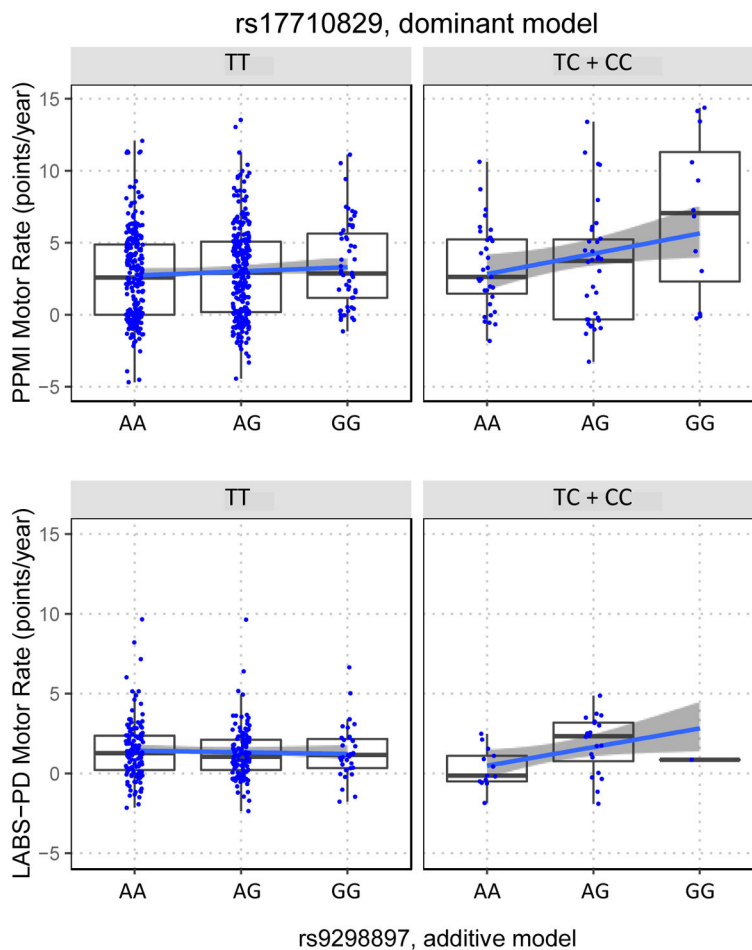 rs17710829, dominant model
TT
TC + CC
PPMI Motor Rate (points/year)
15
10
5
0
−5
AA
AG
GG
AA
AG
GG
TT
TC + CC
LABS−PD Motor Rate (points/year)
15
10
5
0
−5
AA
AG
GG
AA
AG
GG
rs9298897, additive model